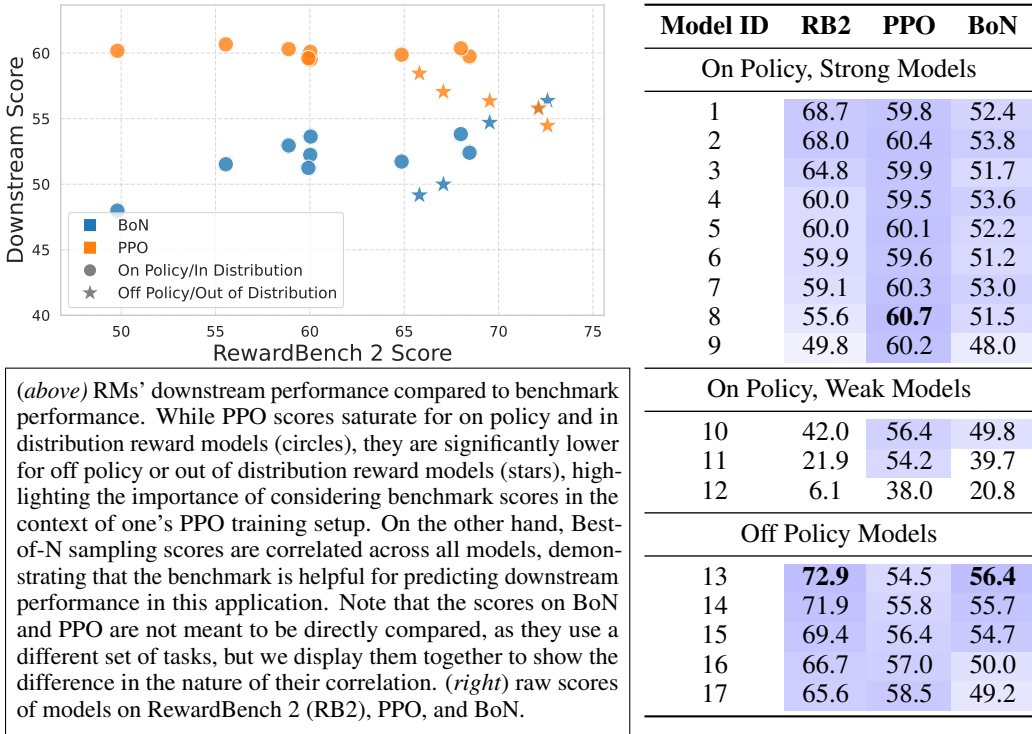 Downstream Score
60
55
50
45
40
BoN
PPO
On Policy/In Distribution
Off Policy/Out of Distribution
50 55 60 65 70 75
RewardBench 2 Score
(above) RMs' downstream performance compared to benchmark
performance. While PPO scores saturate for on policy and in
distribution reward models (circles), they are significantly lower
for off policy or out of distribution reward models (stars), high-
lighting the importance of considering benchmark scores in the
context of one's PPO training setup. On the other hand, Best-
of-N sampling scores are correlated across all models, demon-
strating that the benchmark is helpful for predicting downstream
performance in this application. Note that the scores on BoN
and PPO are not meant to be directly compared, as they use a
different set of tasks, but we display them together to show the
difference in the nature of their correlation. (right) raw scores
of models on RewardBench 2 (RB2), PPO, and BoN.
Model ID RB2 PPO BoN
On Policy, Strong Models
1 68.7 59.8 52.4
2 68.0 60.4 53.8
3 64.8 59.9 51.7
4 60.0 59.5 53.6
5 60.0 60.1 52.2
6 59.9 59.6 51.2
7 59.1 60.3 53.0
8 55.6 60.7 51.5
9 49.8 60.2 48.0
On Policy, Weak Models
10 42.0 56.4 49.8
11 21.9 54.2 39.7
12 6.1 38.0 20.8
Off Policy Models
13 72.9 54.5 56.4
14 71.9 55.8 55.7
15 69.4 56.4 54.7
16 66.7 57.0 50.0
17 65.6 58.5 49.2